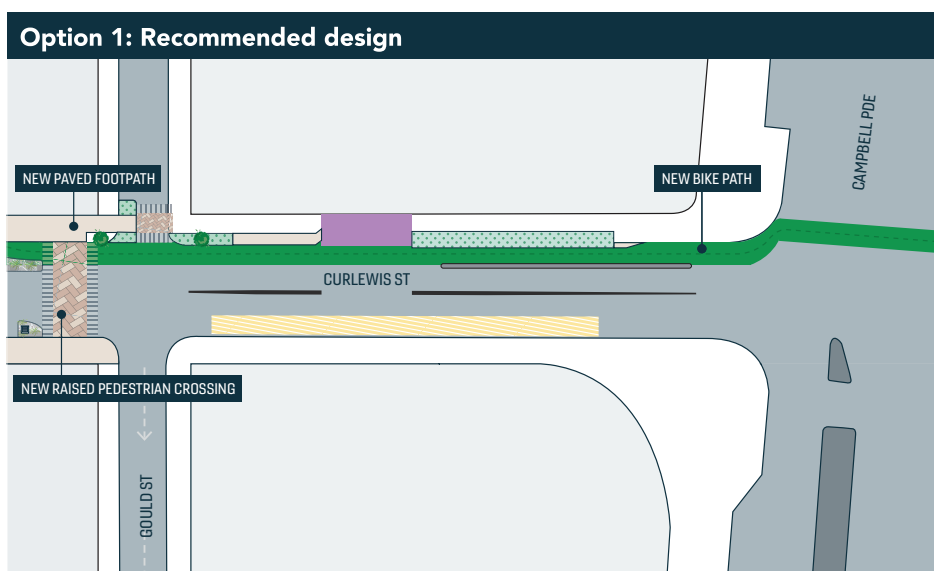 Option 1: Recommended design
CAMPBELL PDE
NEW PAVED FOOTPATH
NEW BIKE PATH
CURLEWIS ST
NEW RAISED PEDESTRIAN CROSSING
GOULD ST